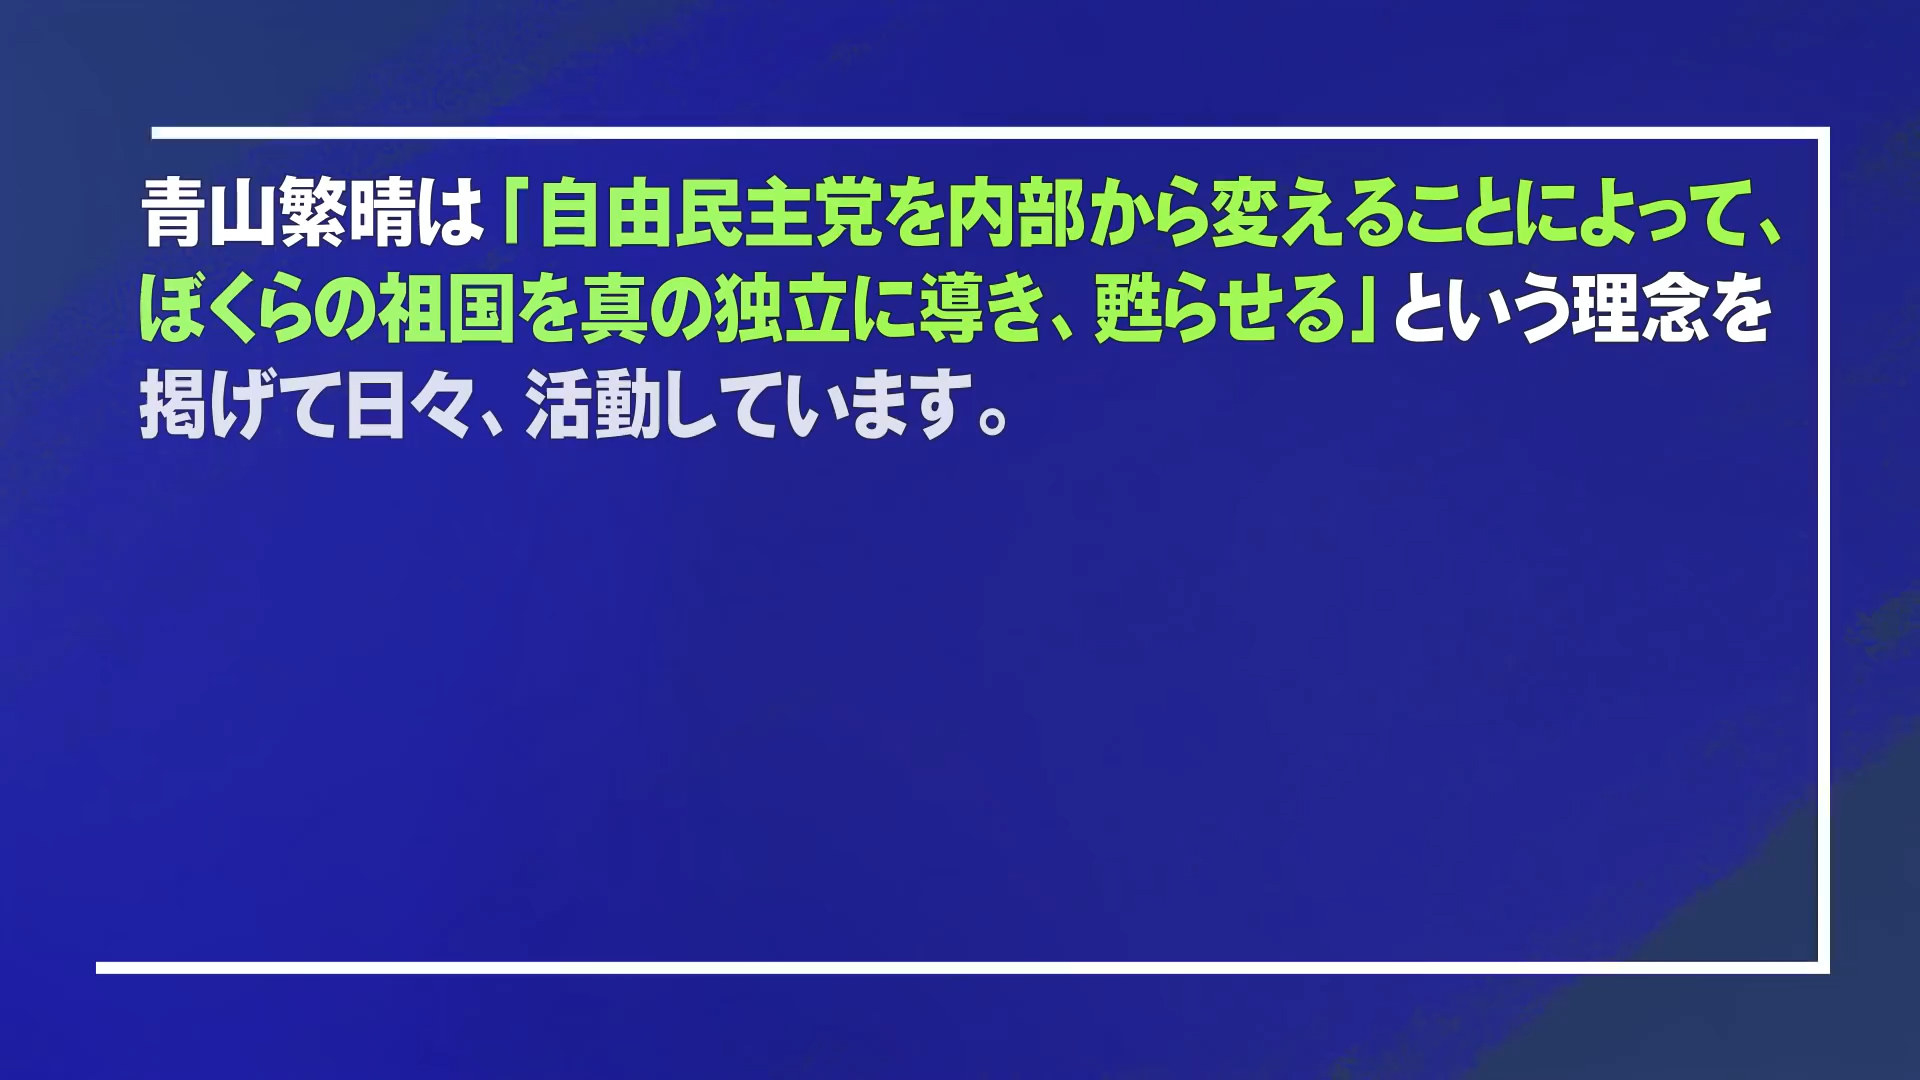 青山繁晴は「自由民主党を内部から変えることによって、
ぼくらの祖国を真の独立に導き、甦らせる」という理念を
掲げて日々、活動しています。